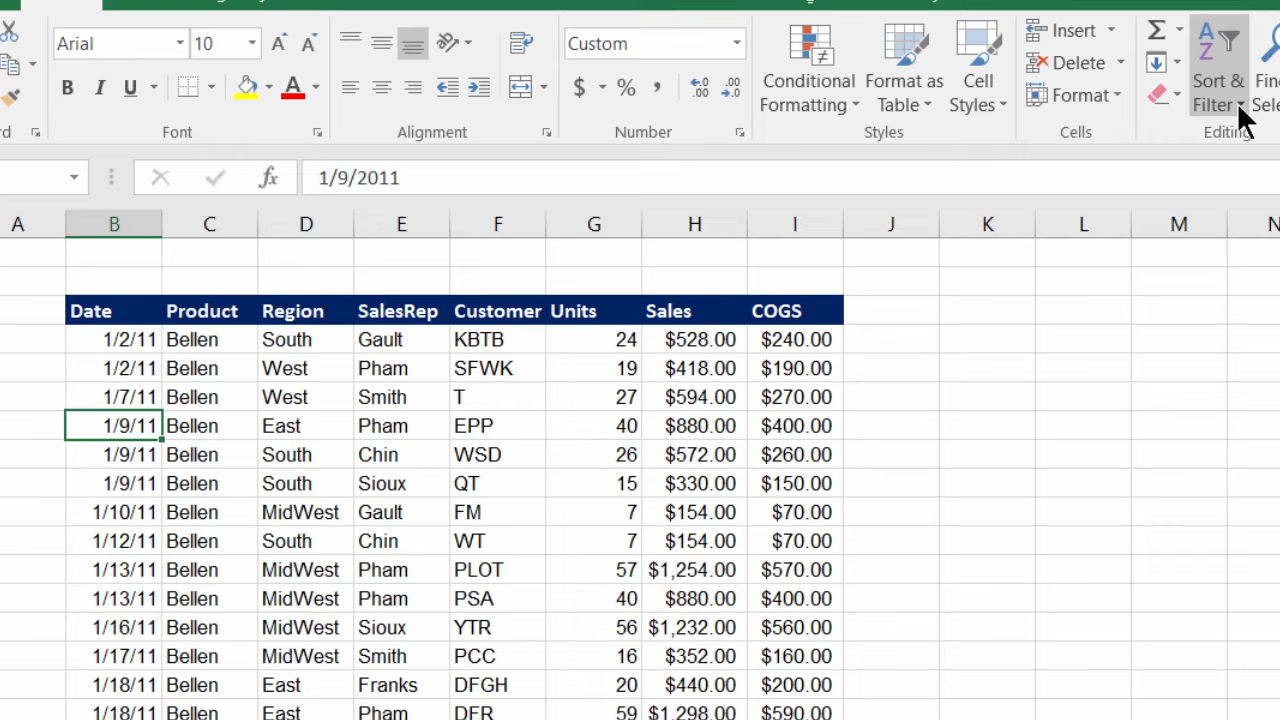 Arial 10 Custom Insert
Conditional Format as Cell Delete Sort & Fin
Formatting Table Styles Format Filter Sele
B I U A $ % ,
rd Font Alignment Number Styles Cells Editing
fx 1/9/2011
A B C D E F G H I J K L M N
Date Product Region SalesRep Customer Units Sales COGS
1/2/11 Bellen South Gault KBTB 24 $528.00 $240.00
1/2/11 Bellen West Pham SFWK 19 $418.00 $190.00
1/7/11 Bellen West Smith T 27 $594.00 $270.00
1/9/11 Bellen East Pham EPP 40 $880.00 $400.00
1/9/11 Bellen South Chin WSD 26 $572.00 $260.00
1/9/11 Bellen South Sioux QT 15 $330.00 $150.00
1/10/11 Bellen MidWest Gault FM 7 $154.00 $70.00
1/12/11 Bellen South Chin WT 7 $154.00 $70.00
1/13/11 Bellen MidWest Pham PLOT 57 $1,254.00 $570.00
1/13/11 Bellen MidWest Pham PSA 40 $880.00 $400.00
1/16/11 Bellen MidWest Sioux YTR 56 $1,232.00 $560.00
1/17/11 Bellen MidWest Smith PCC 16 $352.00 $160.00
1/18/11 Bellen East Franks DFGH 20 $440.00 $200.00
1/18/11 Bellen East Pham DFR 59 $1,298.00 $590.00